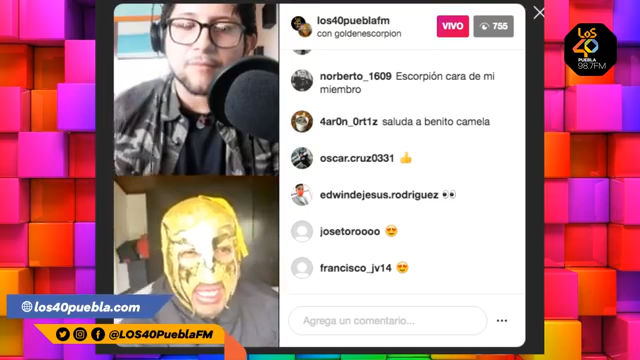 los40pueblafm
con goldenescorpion
VIVO
755
LOS
40
PUEBLA
98.7FM
norberto_1609 Escorpión cara de mi
miembro
4ar0n_0rt1z saluda a benito camela
oscar.cruz0331 👍
edwindejesus.rodriguez 👀
josetoroooo 😍
francisco_jv14 😍
Agrega un comentario...
los40puebla.com
@LOS40PueblaFM